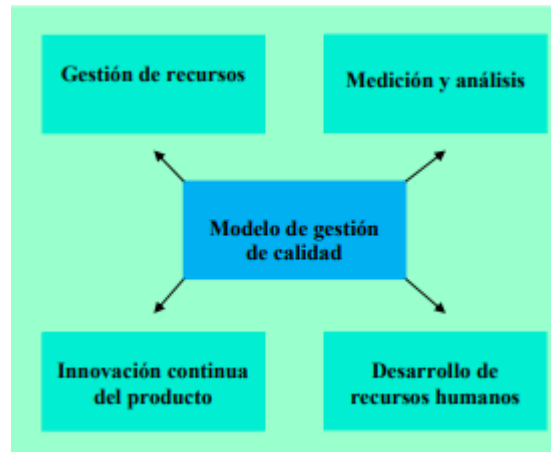 Gestión de recursos
Medición y análisis
Modelo de gestión
de calidad
Innovación continua
del producto
Desarrollo de
recursos humanos